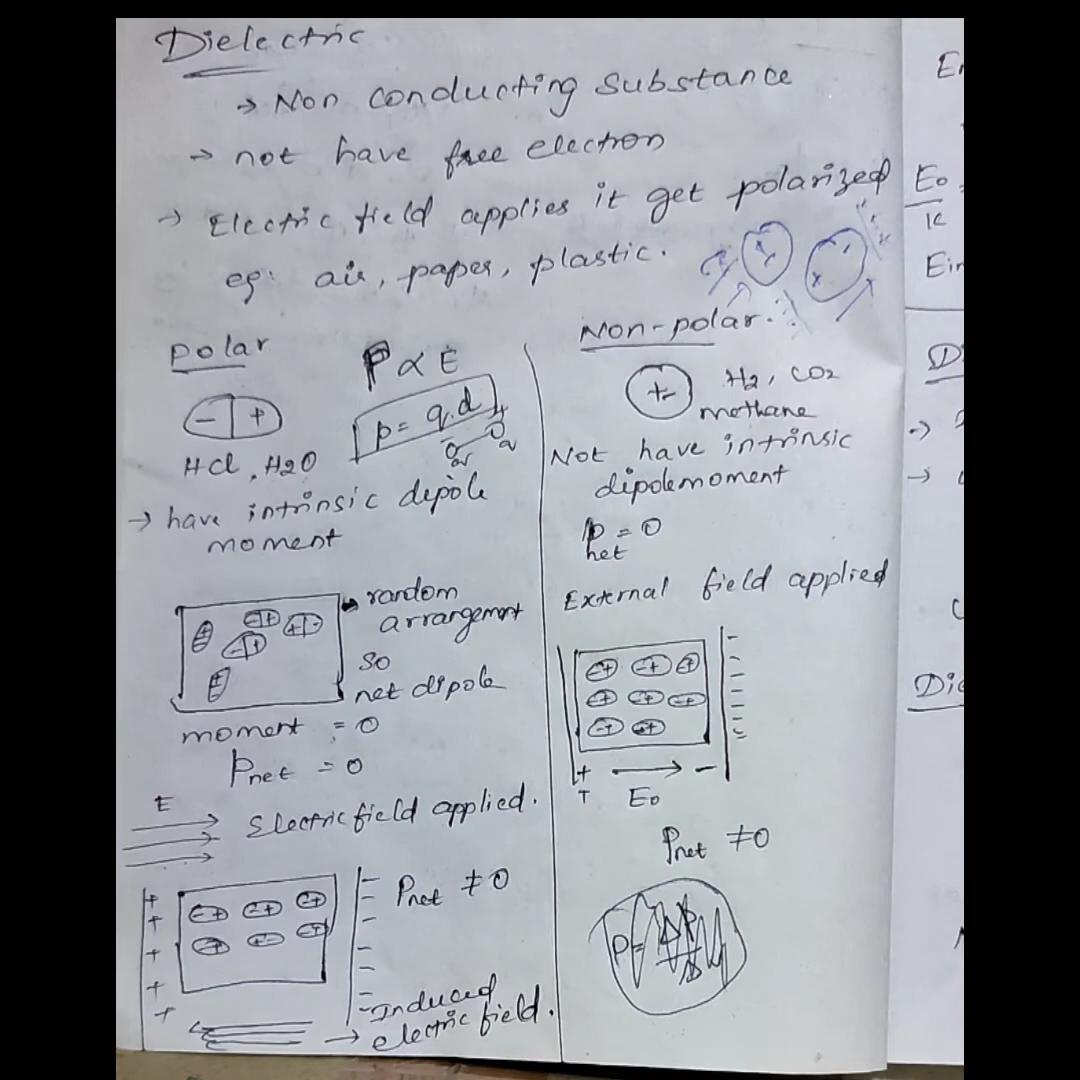 Dielectric
→ Non conducting substance
→ not have free electron
→ Electric field applies it get polarized
eg: air, paper, plastic.
Polar
P ∝ E
- +
p = q.d
HCl, H2O
→ have intrinsic depole
moment
random
arrangement
so
net dipole
moment = 0
Pnet = 0
E
Electric field applied.
Pnet ≠ 0
Induced
→ electric field.
Non-polar.
+-
H2, CO2
methane
Not have intrinsic
dipolemoment
p = 0
net
External field applied
+ → -
+ E0
Pnet ≠ 0
E0
K